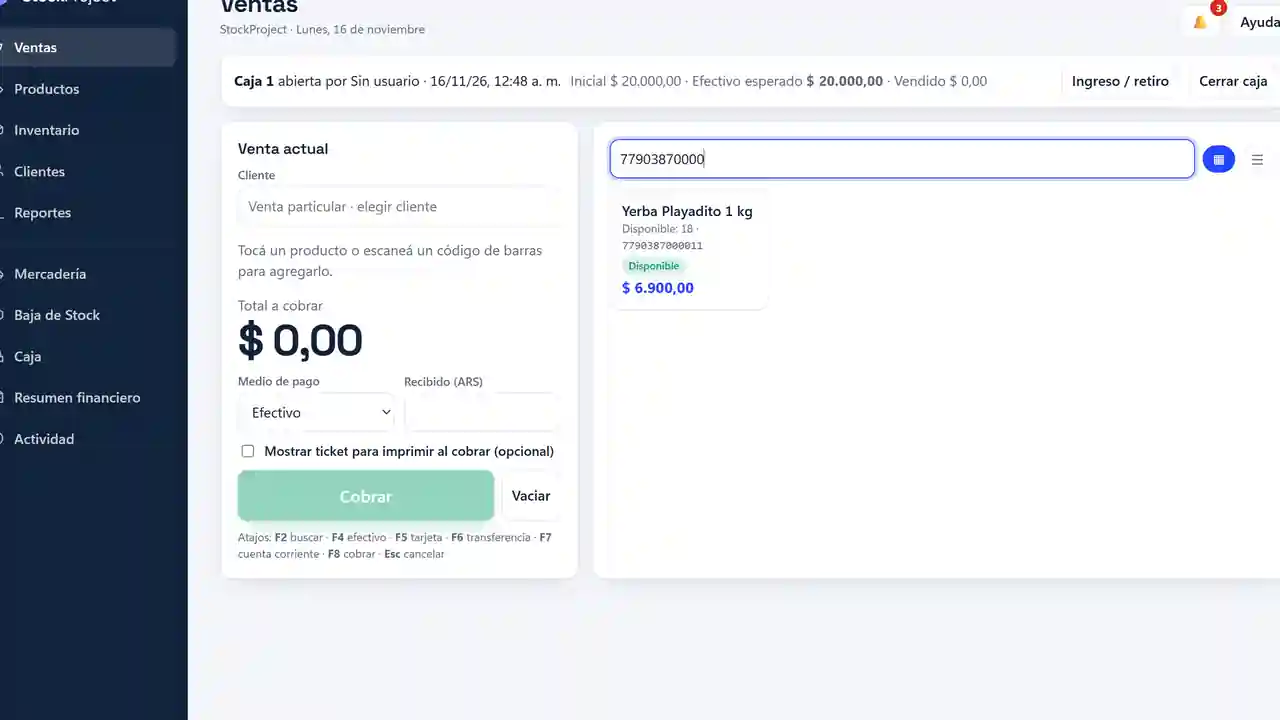 StockProject
Ventas
Productos
Inventario
Clientes
Reportes
Mercadería
Baja de Stock
Caja
Resumen financiero
Actividad
Ventas
StockProject · Lunes, 16 de noviembre
3
Ayuda
Caja 1 abierta por Sin usuario · 16/11/26, 12:48 a. m. Inicial $ 20.000,00 · Efectivo esperado $ 20.000,00 · Vendido $ 0,00
Ingreso / retiro
Cerrar caja
Venta actual
Cliente
Venta particular · elegir cliente
Tocá un producto o escaneá un código de barras
para agregarlo.
Total a cobrar
$ 0,00
Medio de pago
Recibido (ARS)
Efectivo
Mostrar ticket para imprimir al cobrar (opcional)
Cobrar
Vaciar
Atajos: F2 buscar · F4 efectivo · F5 tarjeta · F6 transferencia · F7
cuenta corriente · F8 cobrar · Esc cancelar
77903870000
Yerba Playadito 1 kg
Disponible: 18 ·
7790387000011
Disponible
$ 6.900,00